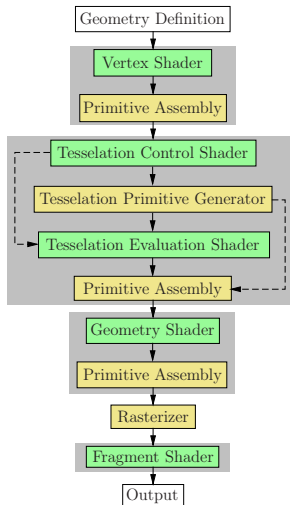 Geometry Definition
Vertex Shader
Primitive Assembly
Tesselation Control Shader
Tesselation Primitive Generator
Tesselation Evaluation Shader
Primitive Assembly
Geometry Shader
Primitive Assembly
Rasterizer
Fragment Shader
Output